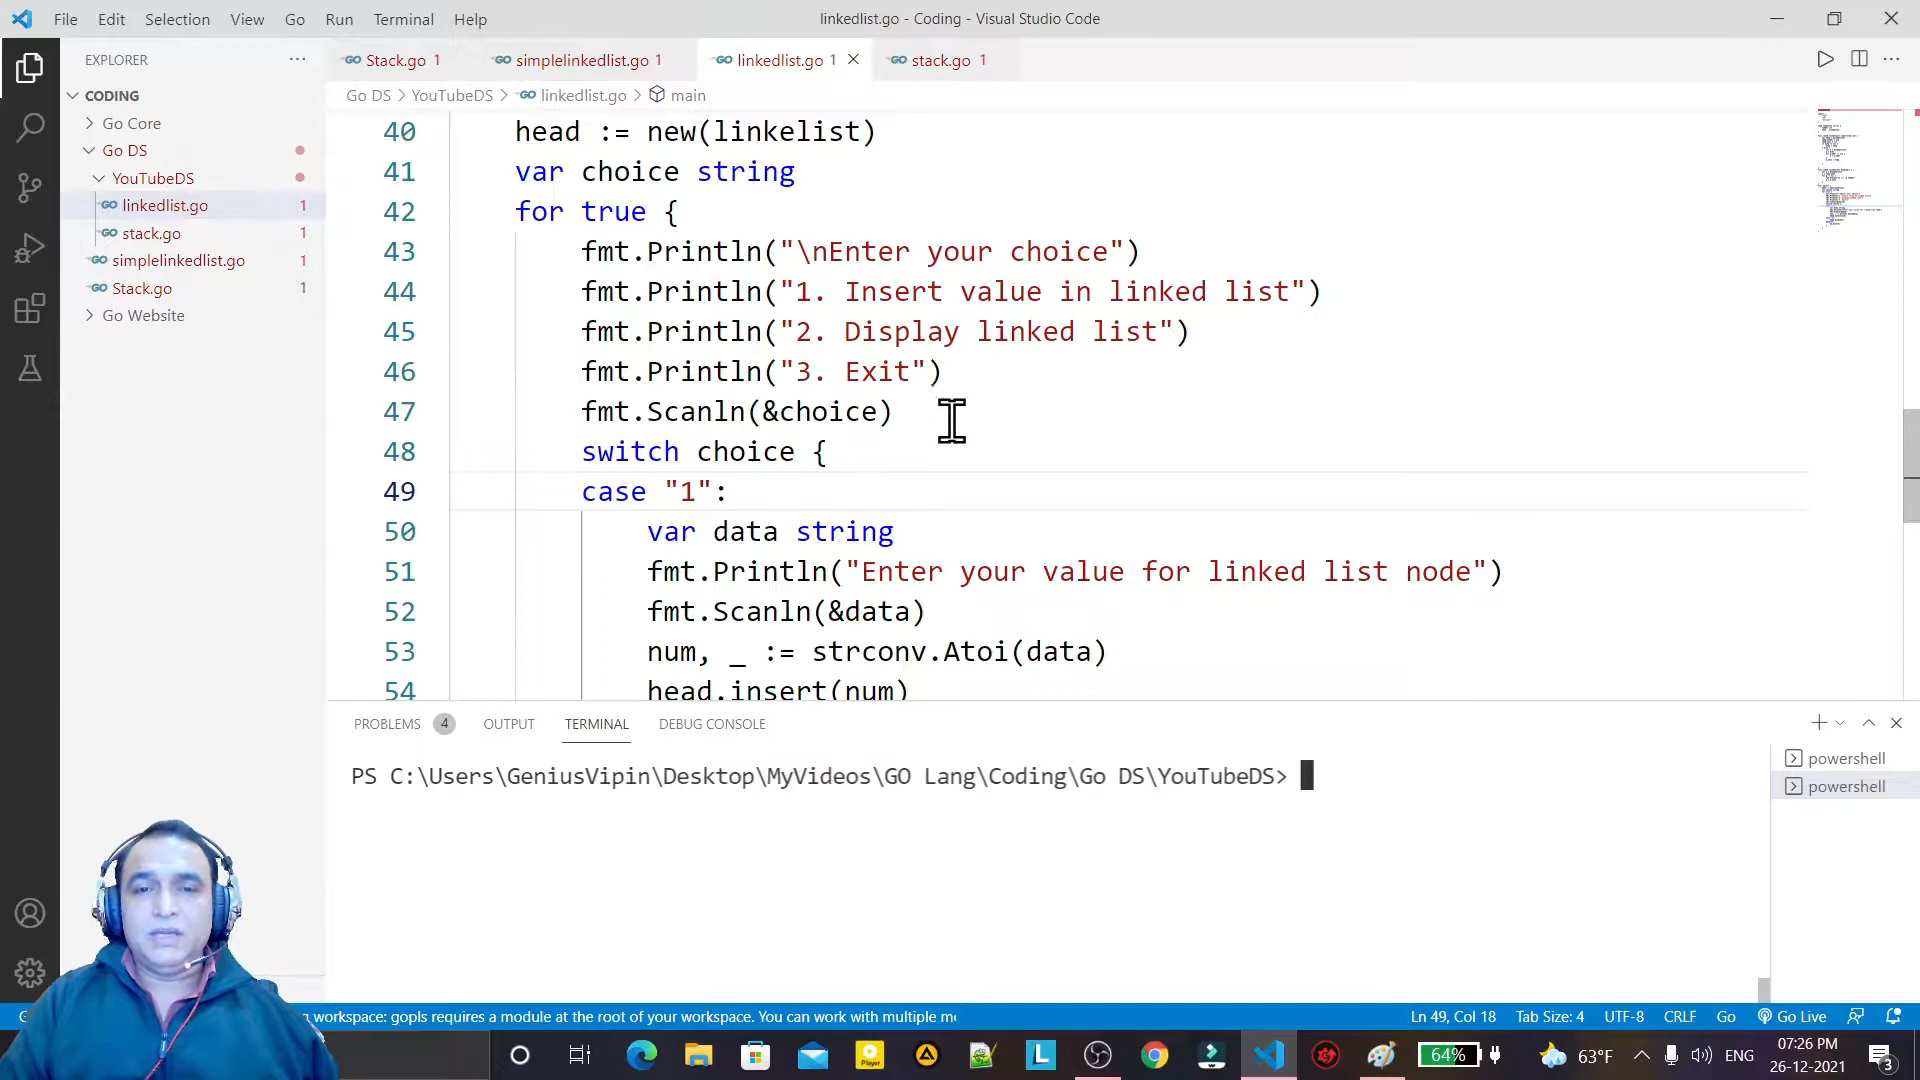 File Edit Selection View Go Run Terminal Help
linkedlist.go - Coding - Visual Studio Code
EXPLORER
Stack.go 1
simplelinkedlist.go 1
linkedlist.go 1
stack.go 1
CODING
Go DS > YouTubeDS > linkedlist.go > main
Go Core
Go DS
YouTubeDS
linkedlist.go 1
stack.go 1
simplelinkedlist.go 1
Stack.go 1
Go Website
40 head := new(linkelist)
41 var choice string
42 for true {
43 fmt.Println("\nEnter your choice")
44 fmt.Println("1. Insert value in linked list")
45 fmt.Println("2. Display linked list")
46 fmt.Println("3. Exit")
47 fmt.Scanln(&choice)
48 switch choice {
49 case "1":
50 var data string
51 fmt.Println("Enter your value for linked list node")
52 fmt.Scanln(&data)
53 num, _ := strconv.Atoi(data)
54 head.insert(num)
PROBLEMS 4 OUTPUT TERMINAL DEBUG CONSOLE
PS C:\Users\GeniusVipin\Desktop\MyVideos\GO Lang\Coding\Go DS\YouTubeDS>
powershell
powershell
workspace: gopls requires a module at the root of your workspace. You can work with multiple
Ln 49, Col 18 Tab Size: 4 UTF-8 CRLF Go Go Live
64% 63°F ENG
07:26 PM
26-12-2021
3